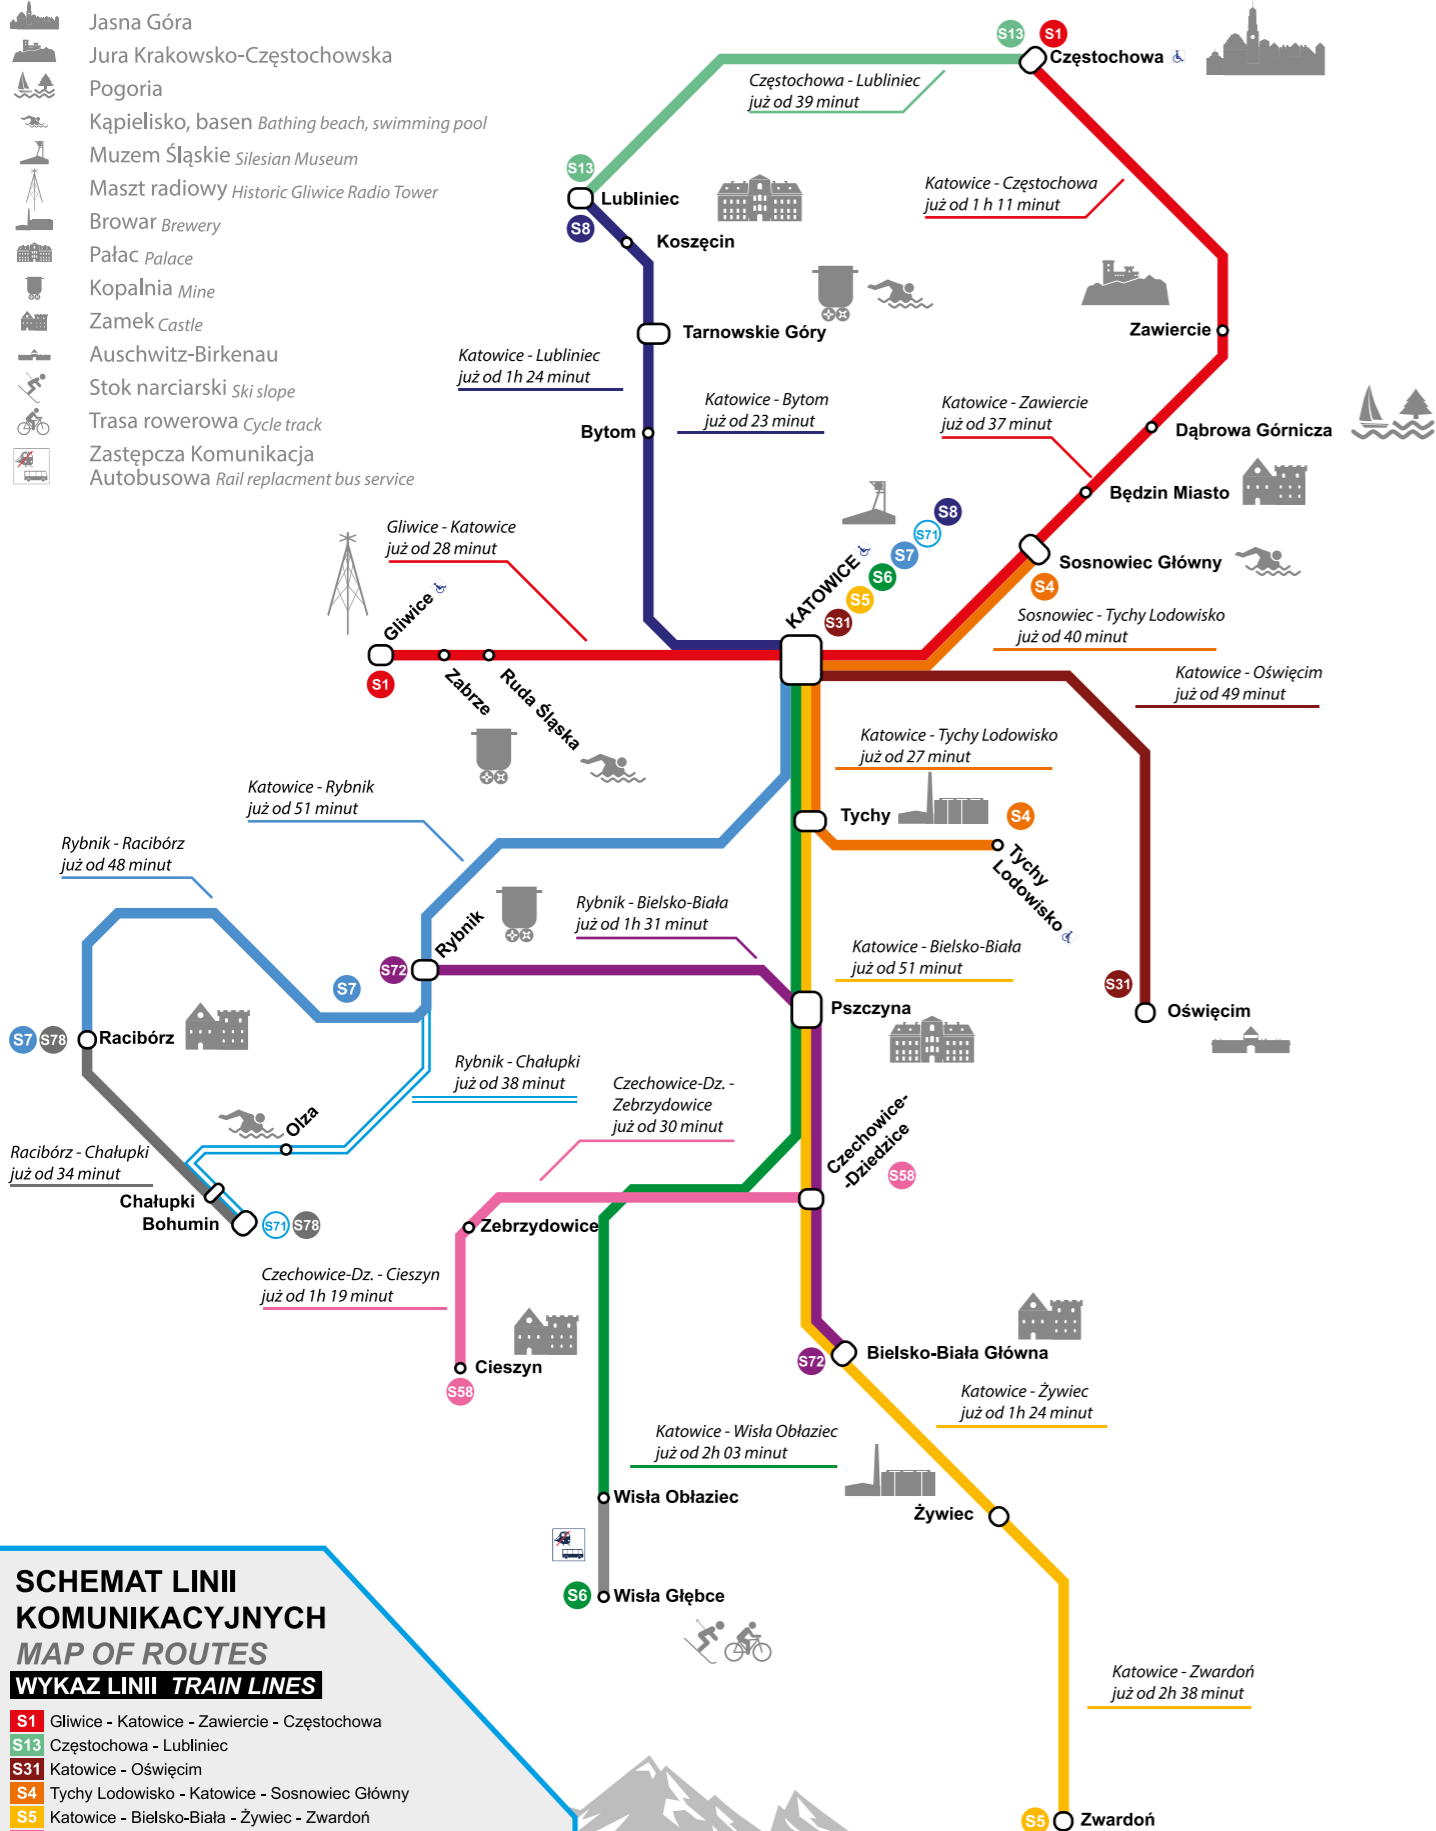 Jasna Góra
Jura Krakowsko-Częstochowska
Pogoria
Kąpielisko, basen Bathing beach, swimming pool
Muzem Śląskie Silesian Museum
Maszt radiowy Historic Gliwice Radio Tower
Browar Brewery
Pałac Palace
Kopalnia Mine
Zamek Castle
Auschwitz-Birkenau
Stok narciarski Ski slope
Trasa rowerowa Cycle track
Zastępcza Komunikacja
Autobusowa Rail replacment bus service
S13 S1
Częstochowa
Częstochowa - Lubliniec
już od 39 minut
S13
Lubliniec
S8
Koszęcin
Katowice - Częstochowa
już od 1 h 11 minut
Tarnowskie Góry
Zawiercie
Katowice - Lubliniec
już od 1h 24 minut
Katowice - Bytom
już od 23 minut
Bytom
Katowice - Zawiercie
już od 37 minut
Dąbrowa Górnicza
Będzin Miasto
Sosnowiec Główny
S4
Gliwice - Katowice
już od 28 minut
S8
S71
S7
S6
S5
S31
KATOWICE
Sosnowiec - Tychy Lodowisko
już od 40 minut
Gliwice
S1
Zabrze
Ruda Śląska
Katowice - Oświęcim
już od 49 minut
Katowice - Tychy Lodowisko
już od 27 minut
Katowice - Rybnik
już od 51 minut
Tychy
S4
Tychy
Lodowisko
Rybnik - Racibórz
już od 48 minut
Rybnik - Bielsko-Biała
już od 1h 31 minut
Rybnik
S72
S7
Katowice - Bielsko-Biała
już od 51 minut
S31
Oświęcim
Pszczyna
S7 S78 Racibórz
Rybnik - Chałupki
już od 38 minut
Czechowice-Dz. -
Zebrzydowice
już od 30 minut
Olza
Racibórz - Chałupki
już od 34 minut
Czechowice-
-Dziedzice
S58
Chałupki
Bohumin
S71 S78
Zebrzydowice
Czechowice-Dz. - Cieszyn
już od 1h 19 minut
Cieszyn
S58
S72
Bielsko-Biała Główna
Katowice - Żywiec
już od 1h 24 minut
Katowice - Wisła Obłaziec
już od 2h 03 minut
Wisła Obłaziec
Żywiec
S6 Wisła Głębce
Katowice - Zwardoń
już od 2h 38 minut
S5 Zwardoń
SCHEMAT LINII
KOMUNIKACYJNYCH
MAP OF ROUTES
WYKAZ LINII TRAIN LINES
S1 Gliwice - Katowice - Zawiercie - Częstochowa
S13 Częstochowa - Lubliniec
S31 Katowice - Oświęcim
S4 Tychy Lodowisko - Katowice - Sosnowiec Główny
S5 Katowice - Bielsko-Biała - Żywiec - Zwardoń